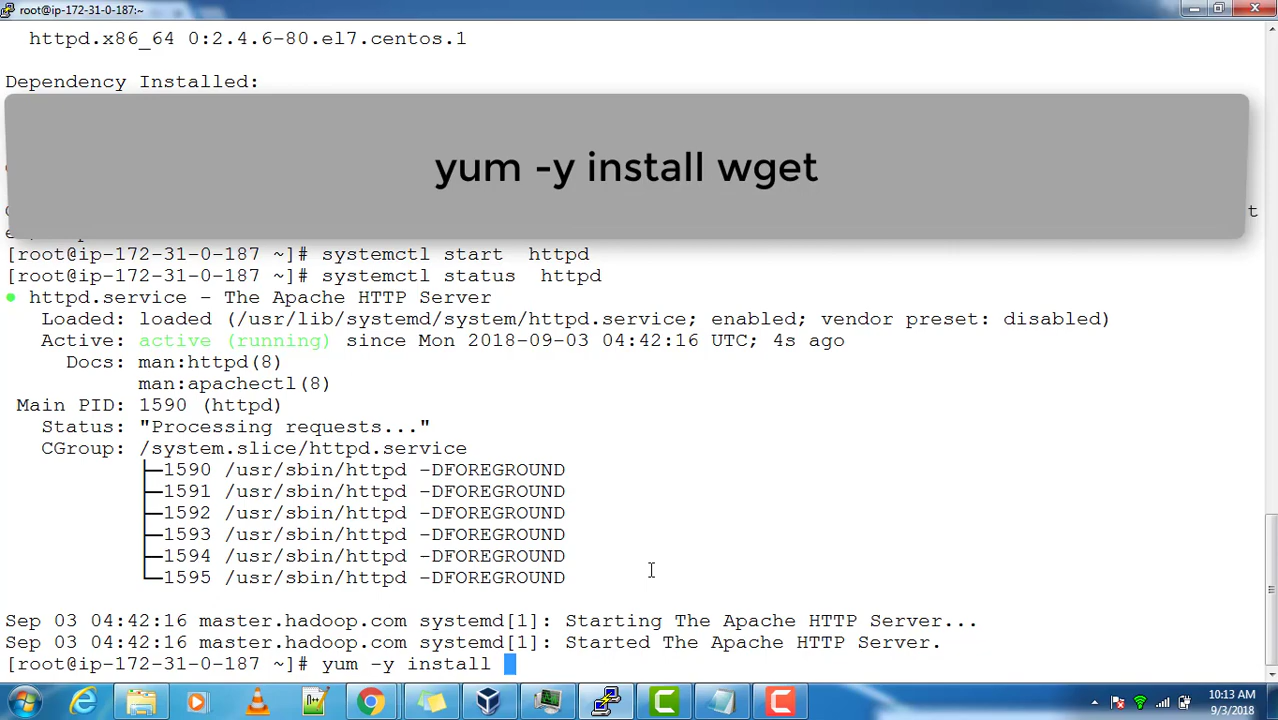 root@ip-172-31-0-187:~
httpd.x86_64 0:2.4.6-80.el7.centos.1
Dependency Installed:
yum -y install wget
[root@ip-172-31-0-187 ~]# systemctl start  httpd
[root@ip-172-31-0-187 ~]# systemctl status  httpd
● httpd.service - The Apache HTTP Server
Loaded: loaded (/usr/lib/systemd/system/httpd.service; enabled; vendor preset: disabled)
Active: active (running) since Mon 2018-09-03 04:42:16 UTC; 4s ago
Docs: man:httpd(8)
man:apachectl(8)
Main PID: 1590 (httpd)
Status: "Processing requests..."
CGroup: /system.slice/httpd.service
├─1590 /usr/sbin/httpd -DFOREGROUND
├─1591 /usr/sbin/httpd -DFOREGROUND
├─1592 /usr/sbin/httpd -DFOREGROUND
├─1593 /usr/sbin/httpd -DFOREGROUND
├─1594 /usr/sbin/httpd -DFOREGROUND
└─1595 /usr/sbin/httpd -DFOREGROUND
Sep 03 04:42:16 master.hadoop.com systemd[1]: Starting The Apache HTTP Server...
Sep 03 04:42:16 master.hadoop.com systemd[1]: Started The Apache HTTP Server.
[root@ip-172-31-0-187 ~]# yum -y install
10:13 AM
9/3/2018